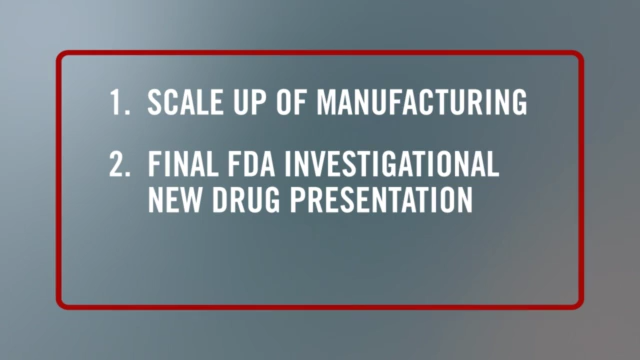 1. SCALE UP OF MANUFACTURING
2. FINAL FDA INVESTIGATIONAL
NEW DRUG PRESENTATION